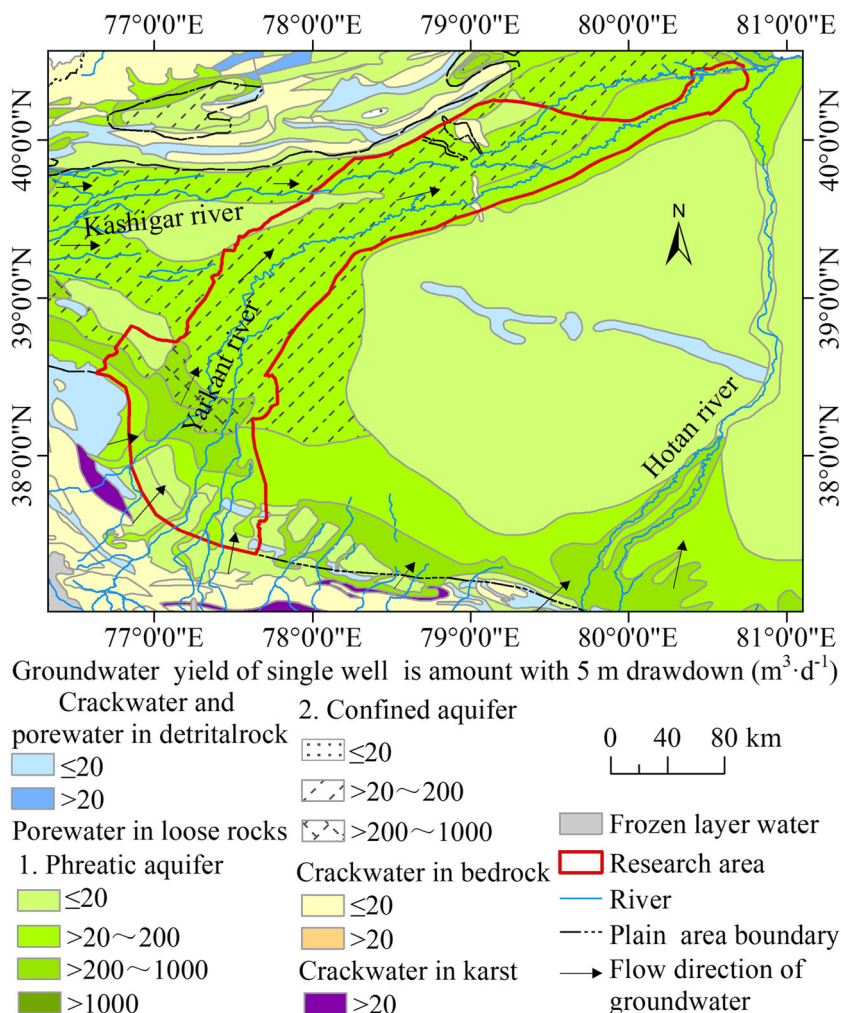 77°0'0"E 78°0'0"E 79°0'0"E 80°0'0"E 81°0'0"E
40°0'0"N
39°0'0"N
38°0'0"N
40°0'0"N
39°0'0"N
38°0'0"N
N
Kashigar river
Yarkant river
Hotan river
77°0'0"E 78°0'0"E 79°0'0"E 80°0'0"E 81°0'0"E
Groundwater yield of single well is amount with 5 m drawdown (m³·d⁻¹)
Crackwater and
porewater in detritalrock
≤20
>20
Porewater in loose rocks
1. Phreatic aquifer
≤20
>20～200
>200～1000
>1000
2. Confined aquifer
≤20
>20～200
>200～1000
Crackwater in bedrock
≤20
>20
Crackwater in karst
>20
0 40 80 km
Frozen layer water
Research area
River
Plain area boundary
Flow direction of
groundwater